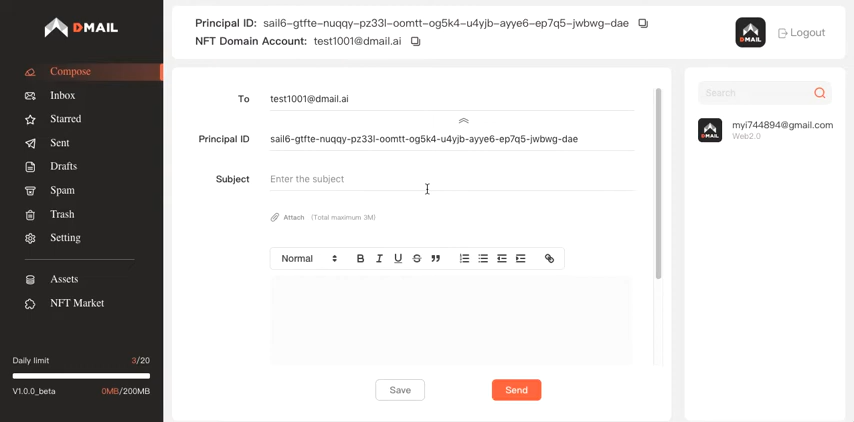 DMAIL
Compose
Inbox
Starred
Sent
Drafts
Spam
Trash
Setting
Assets
NFT Market
Daily limit 3/20
V1.0.0_beta 0MB/200MB
Principal ID: sail6-gtfte-nuqqy-pz33l-oomtt-og5k4-u4yjb-ayye6-ep7q5-jwbwg-dae
NFT Domain Account: test1001@dmail.ai
DMAIL
Logout
To test1001@dmail.ai
Principal ID sail6-gtfte-nuqqy-pz33l-oomtt-og5k4-u4yjb-ayye6-ep7q5-jwbwg-dae
Subject Enter the subject
Attach (Total maximum 3M)
Normal B I U S
Save Send
Search
DMAIL
myi744894@gmail.com
Web2.0